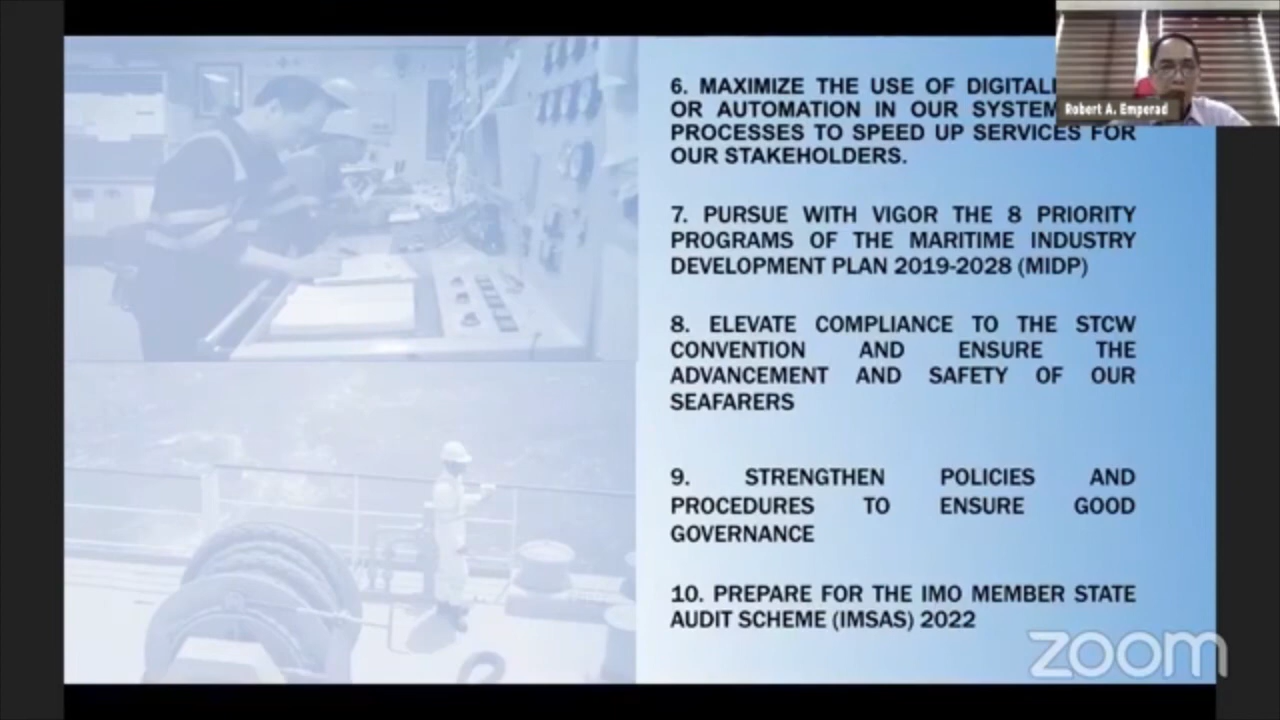 6. MAXIMIZE THE USE OF
OR AUTOMATION IN OUR
PROCESSES TO SPEED UP SERVICES FOR
OUR STAKEHOLDERS.
7. PURSUE WITH VIGOR THE 8 PRIORITY
PROGRAMS OF THE MARITIME INDUSTRY
DEVELOPMENT PLAN 2019-2028 (MIDP)
8. ELEVATE COMPLIANCE TO THE STCW
CONVENTION AND ENSURE THE
ADVANCEMENT AND SAFETY OF OUR
SEAFARERS
9. STRENGTHEN POLICIES AND
PROCEDURES TO ENSURE GOOD
GOVERNANCE
10. PREPARE FOR THE IMO MEMBER STATE
AUDIT SCHEME (IMSAS) 2022
Robert A. Emperad
zoom